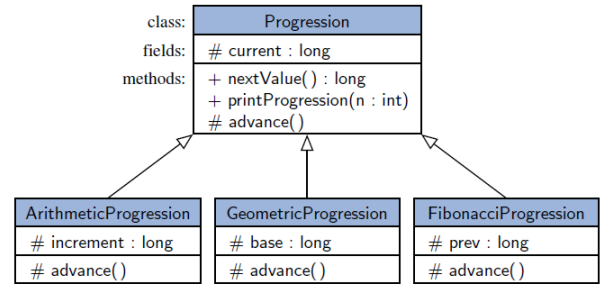 class: Progression
fields: # current : long
methods: + nextValue( ) : long
+ printProgression(n : int)
# advance( )
ArithmeticProgression
# increment : long
# advance( )
GeometricProgression
# base : long
# advance( )
FibonacciProgression
# prev : long
# advance( )